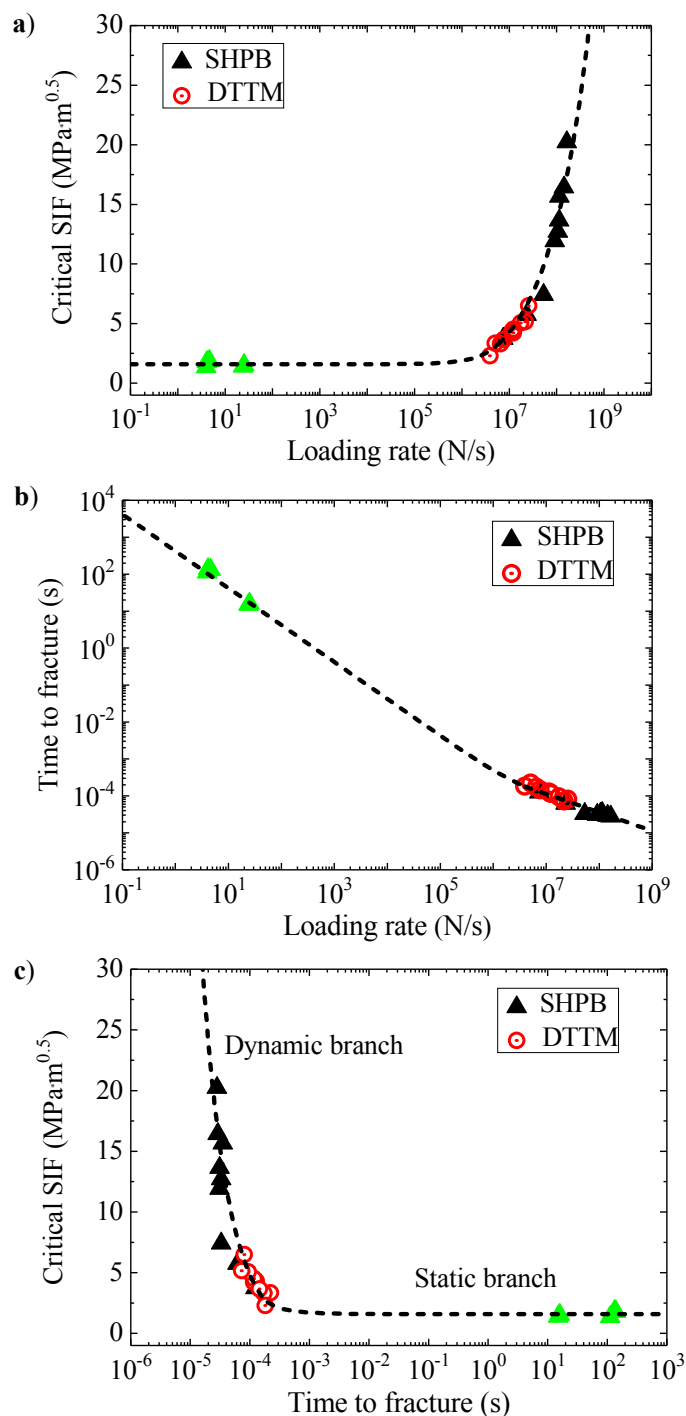 a)
SHPB
DTTM
30
25
20
15
10
5
0
Critical SIF (MPa·m^0.5)
10^-1 10^1 10^3 10^5 10^7 10^9
Loading rate (N/s)
b)
SHPB
DTTM
10^4
10^2
10^0
10^-2
10^-4
10^-6
Time to fracture (s)
10^-1 10^1 10^3 10^5 10^7 10^9
Loading rate (N/s)
c)
SHPB
DTTM
Dynamic branch
Static branch
30
25
20
15
10
5
0
Critical SIF (MPa·m^0.5)
10^-6 10^-5 10^-4 10^-3 10^-2 10^-1 10^0 10^1 10^2 10^3
Time to fracture (s)